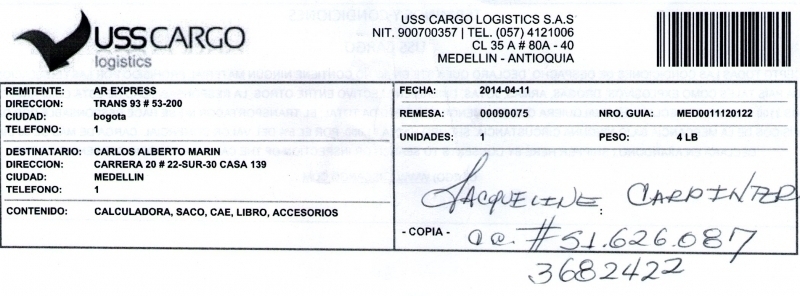 USSCARGO
logistics
USS CARGO LOGISTICS S.A.S
NIT. 900700357 | TEL. (057) 4121006
CL 35 A # 80A - 40
MEDELLIN - ANTIOQUIA
REMITENTE: AR EXPRESS
DIRECCION: TRANS 93 # 53-200
CIUDAD: bogota
TELEFONO: 1
DESTINATARIO: CARLOS ALBERTO MARIN
DIRECCION: CARRERA 20 # 22-SUR-30 CASA 139
CIUDAD: MEDELLIN
TELEFONO: 1
CONTENIDO: CALCULADORA, SACO, CAE, LIBRO, ACCESORIOS
FECHA: 2014-04-11
REMESA: 00090075 NRO. GUIA: MED0011120122
UNIDADES: 1 PESO: 4 LB
JACQUELINE CARPINTER
- COPIA - cc. #51.626.087
3682422